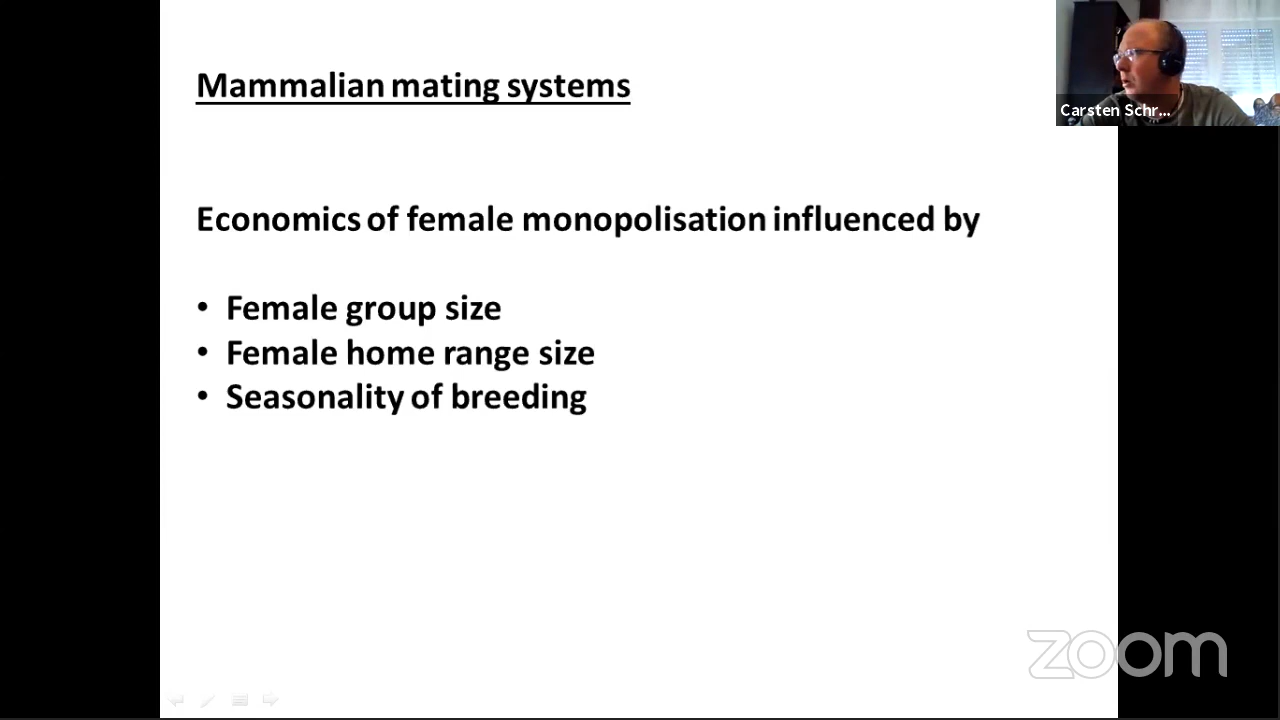 Mammalian mating systems
Carsten Schr...
Economics of female monopolisation influenced by
• Female group size
• Female home range size
• Seasonality of breeding
zoom